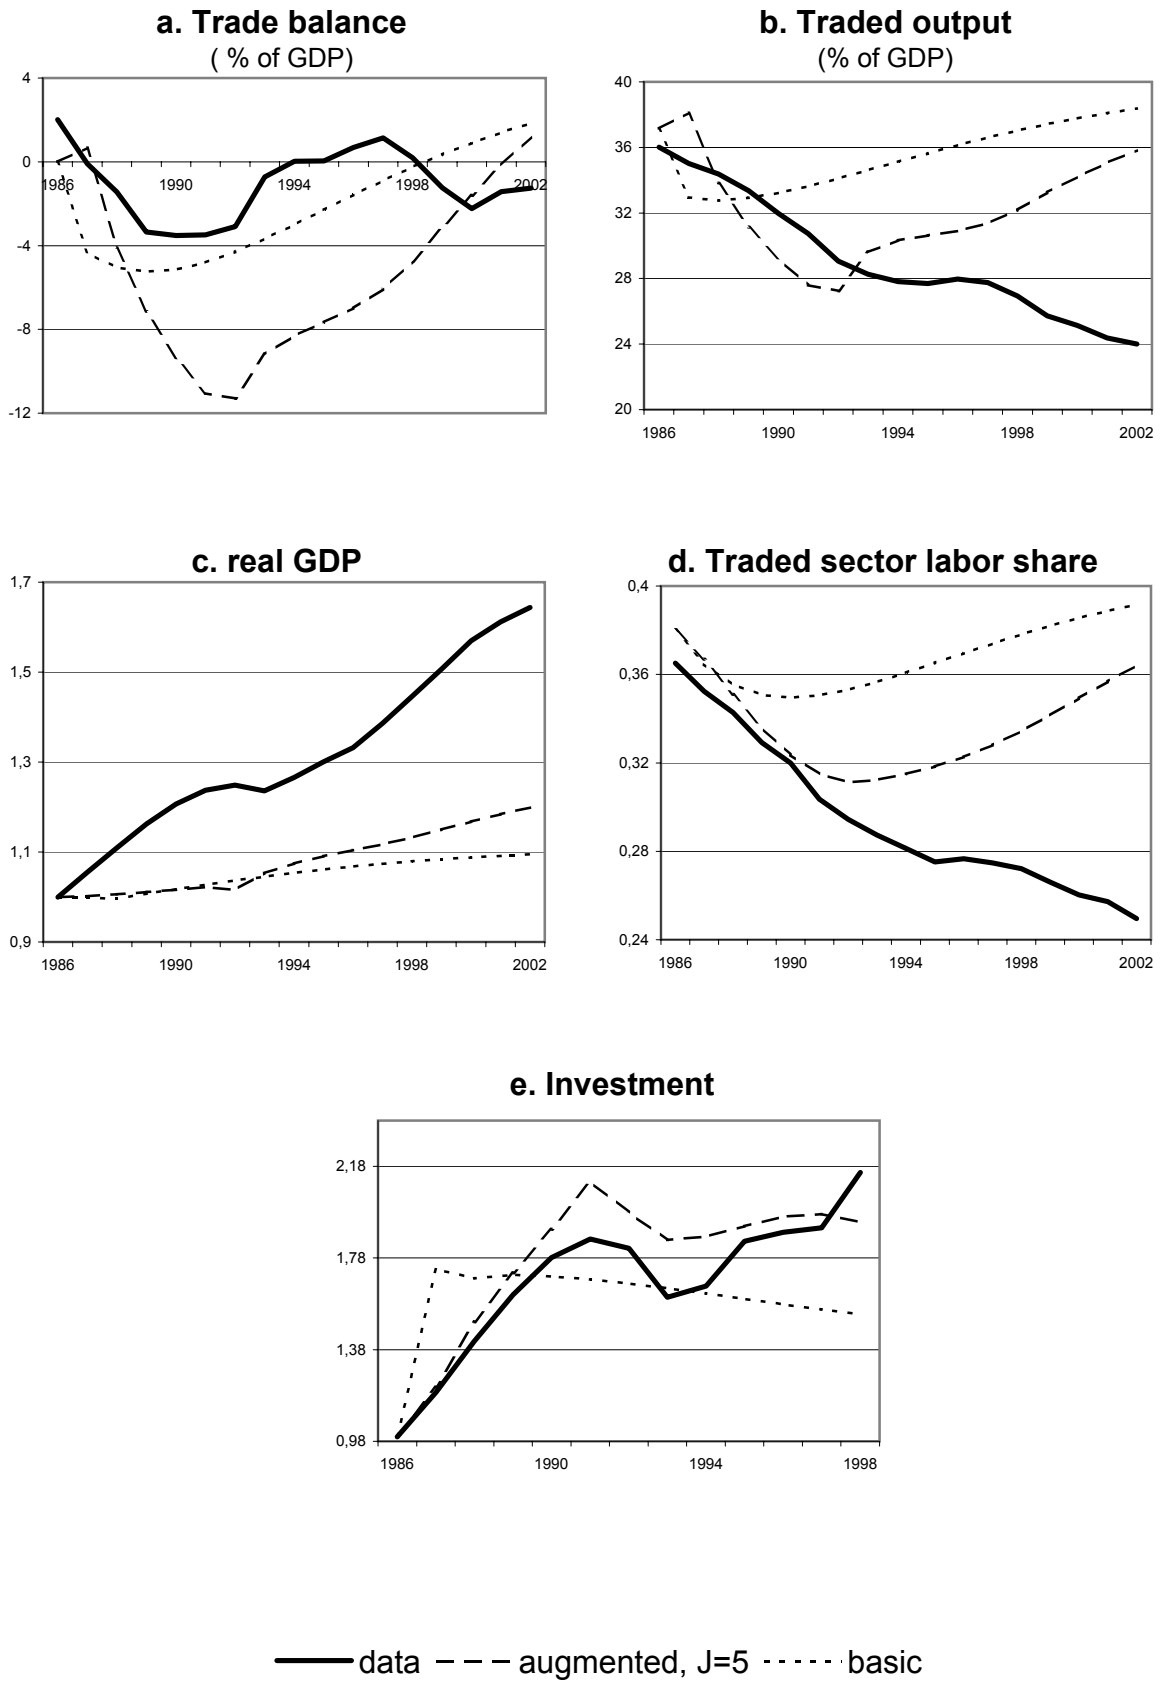 a. Trade balance
( % of GDP)
4
0
-4
-8
-12
1986 1990 1994 1998 2002
b. Traded output
(% of GDP)
40
36
32
28
24
20
1986 1990 1994 1998 2002
c. real GDP
1,7
1,5
1,3
1,1
0,9
1986 1990 1994 1998 2002
d. Traded sector labor share
0,4
0,36
0,32
0,28
0,24
1986 1990 1994 1998 2002
e. Investment
2,18
1,78
1,38
0,98
1986 1990 1994 1998
data augmented, J=5 basic